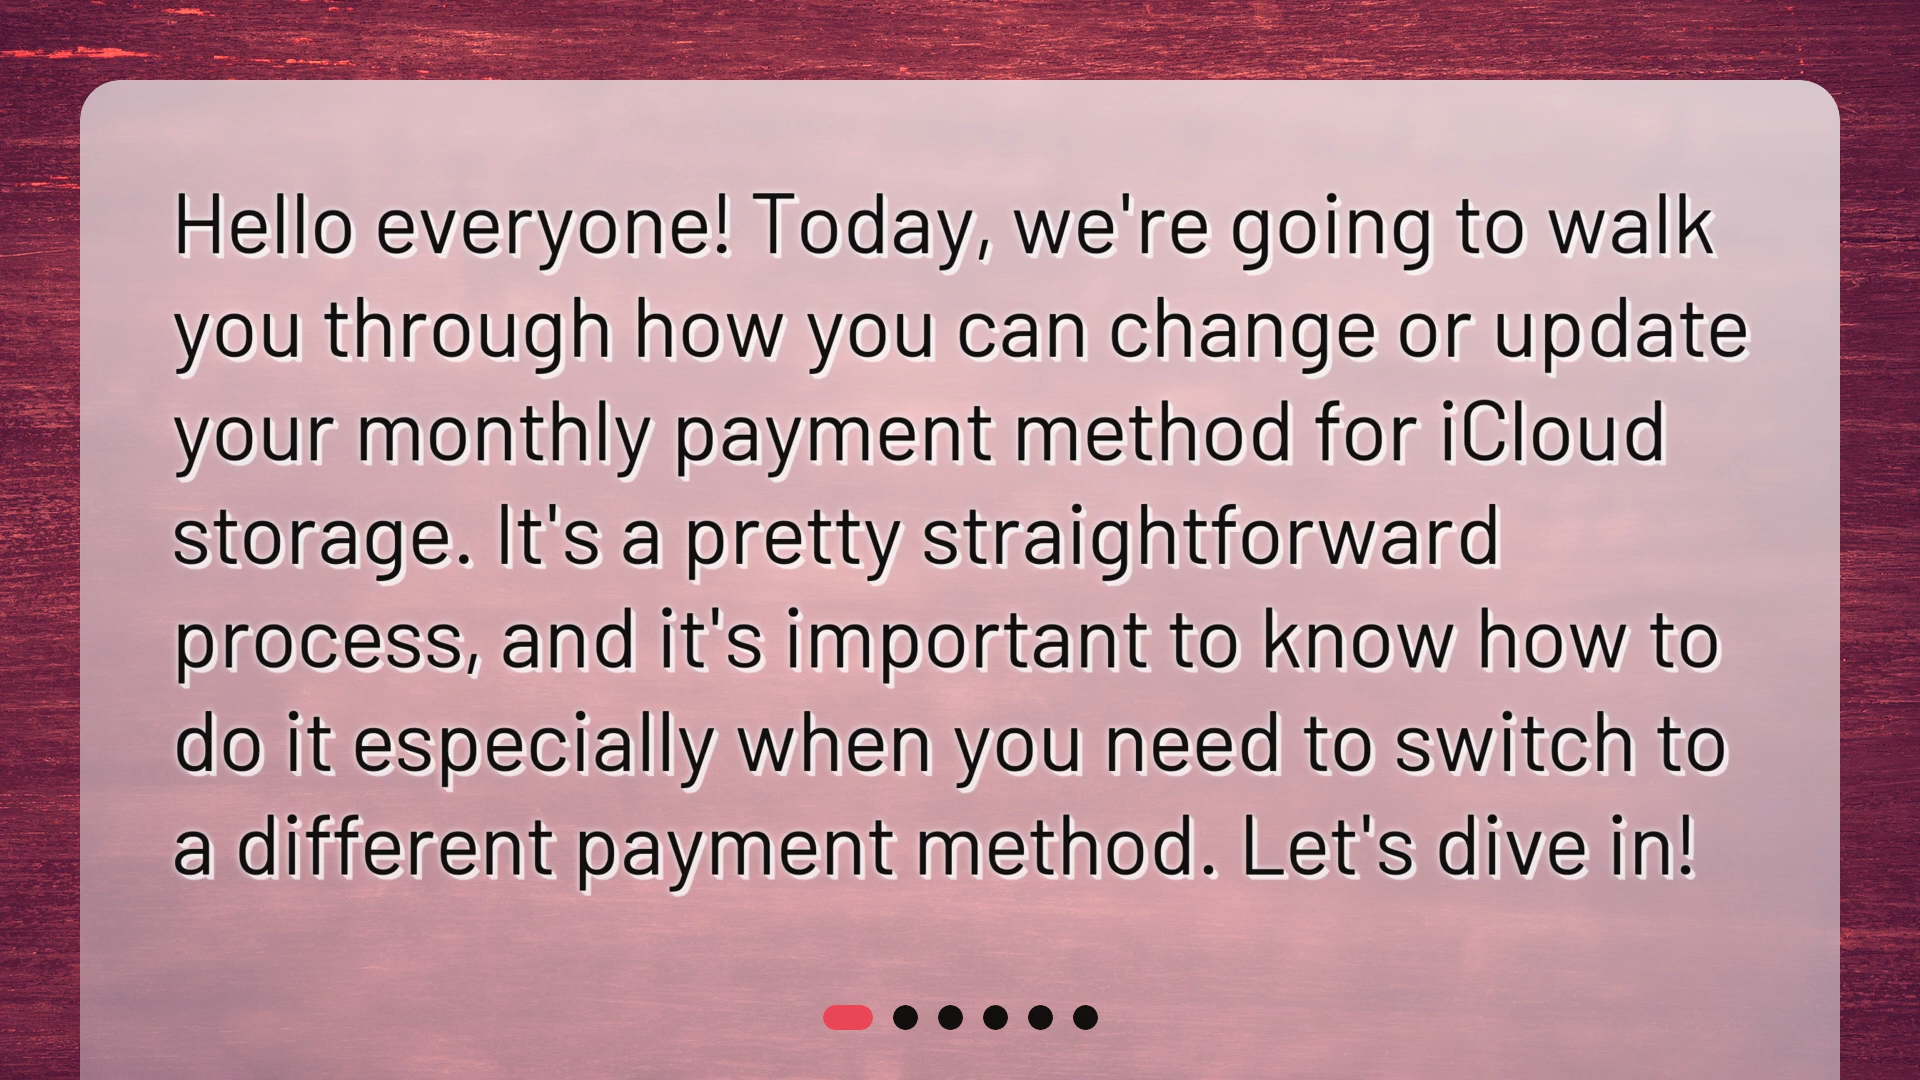 Hello everyone! Today, we're going to walk
you through how you can change or update
your monthly payment method for iCloud
storage. It's a pretty straightforward
process, and it's important to know how to
do it especially when you need to switch to
a different payment method. Let's dive in!